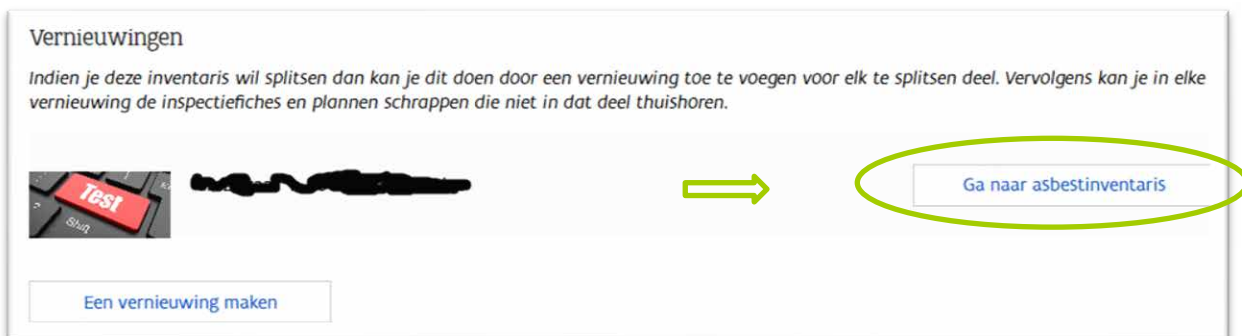 Vernieuwingen
Indien je deze inventaris wil splitsen dan kan je dit doen door een vernieuwing toe te voegen voor elk te splitsen deel. Vervolgens kan je in elke
vernieuwing de inspectiefiches en plannen schrappen die niet in dat deel thuishoren.
Test
Shift
Ga naar asbestinventaris
Een vernieuwing maken